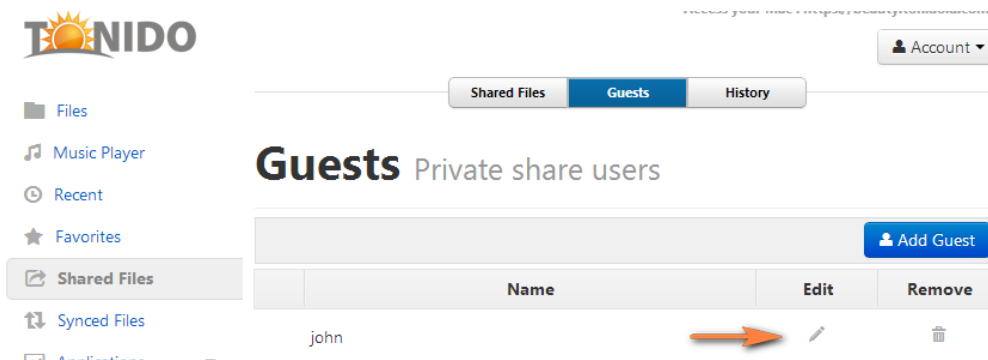 TONIDO
Account
Shared Files Guests History
Files
Music Player
Recent
Favorites
Shared Files
Synced Files
Applications
Guests Private share users
Add Guest
Name Edit Remove
john